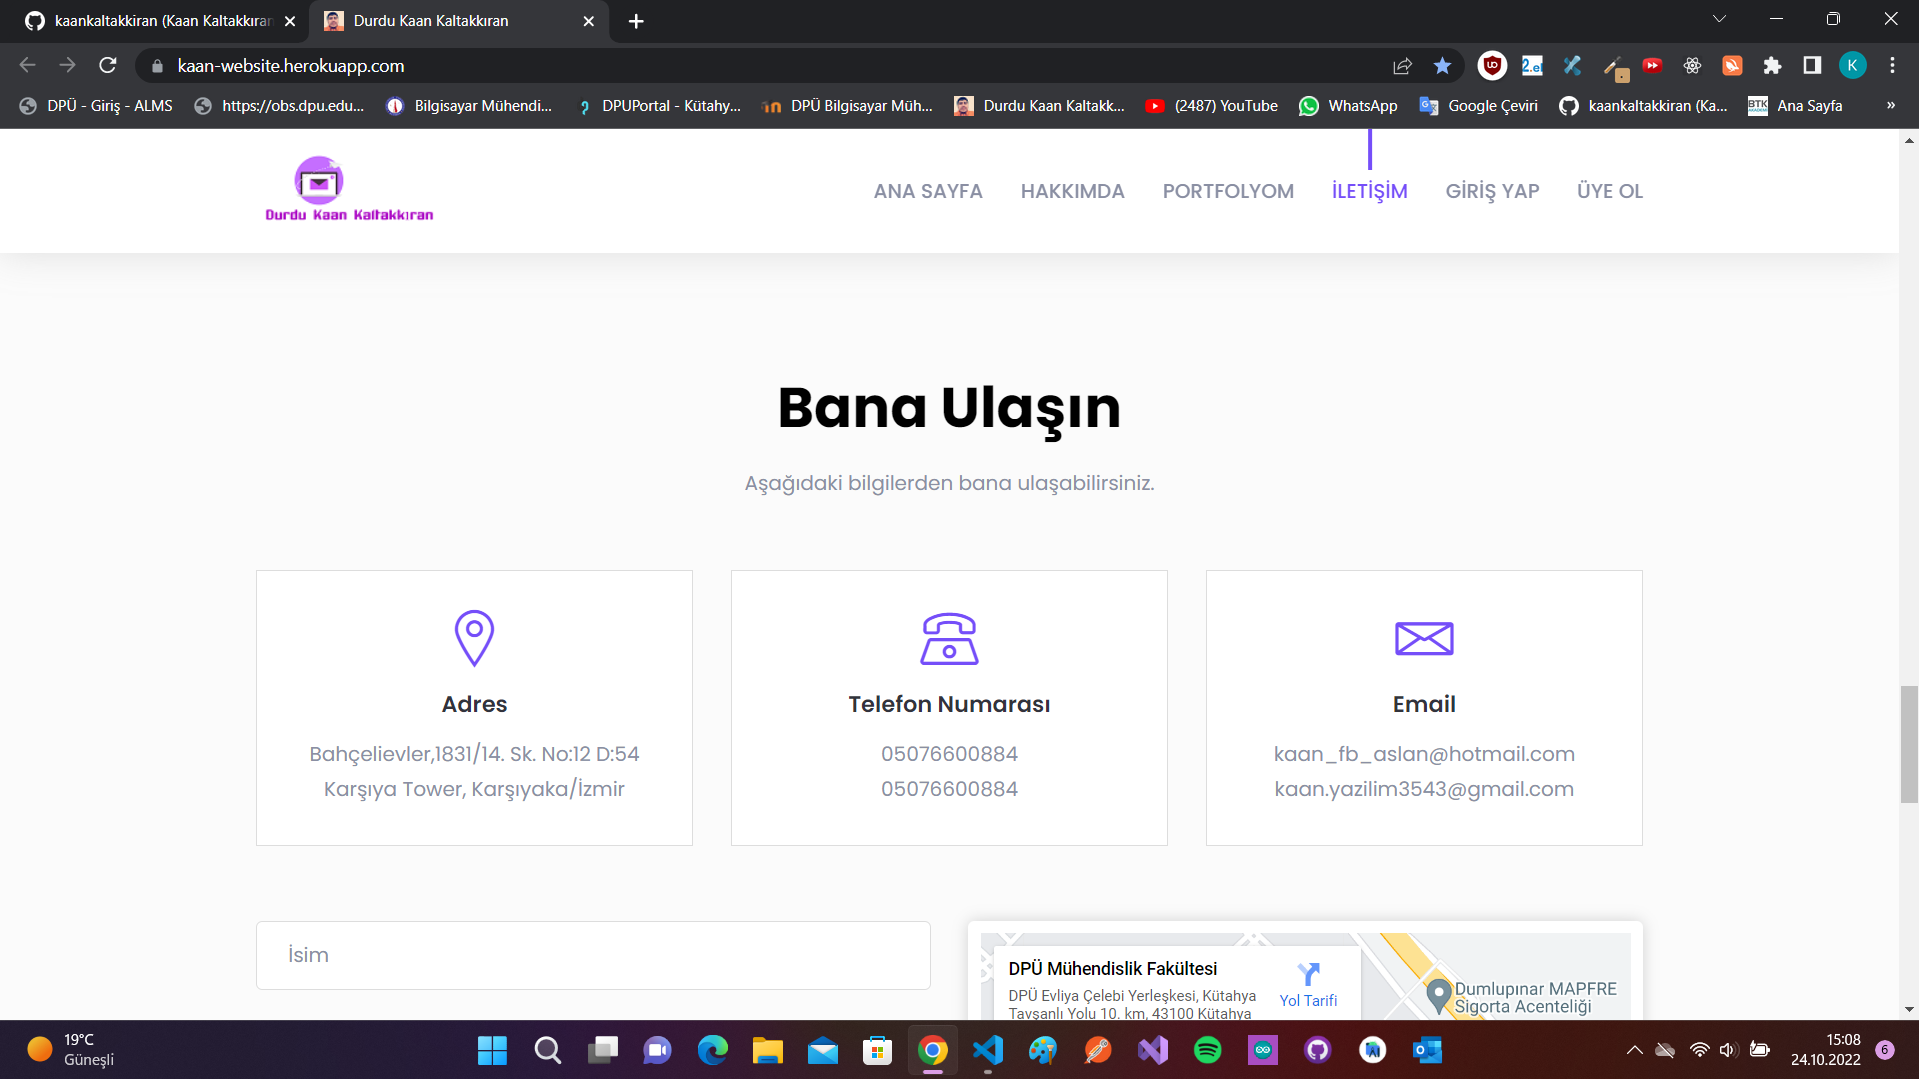 kaankaltakkiran (Kaan Kaltakkıran
Durdu Kaan Kaltakkıran
kaan-website.herokuapp.com
K
DPÜ - Giriş - ALMS
https://obs.dpu.edu...
Bilgisayar Mühendi...
DPUPortal - Kütahy...
DPÜ Bilgisayar Müh...
Durdu Kaan Kaltakk...
(2487) YouTube
WhatsApp
Google Çeviri
kaankaltakkiran (Ka...
Ana Sayfa
Durdu Kaan Kaltakkıran
ANA SAYFA
HAKKIMDA
PORTFOLYOM
İLETİŞİM
GİRİŞ YAP
ÜYE OL
Bana Ulaşın
Aşağıdaki bilgilerden bana ulaşabilirsiniz.
Adres
Bahçelievler,1831/14. Sk. No:12 D:54
Karşıya Tower, Karşıyaka/İzmir
Telefon Numarası
05076600884
05076600884
Email
kaan_fb_aslan@hotmail.com
kaan.yazilim3543@gmail.com
İsim
DPÜ Mühendislik Fakültesi
DPÜ Evliya Çelebi Yerleşkesi, Kütahya
Tavşanlı Yolu 10. km, 43100 Kütahya
Yol Tarifi
Dumlupınar MAPFRE
Sigorta Acenteliği
19°C
Güneşli
15:08
24.10.2022
6